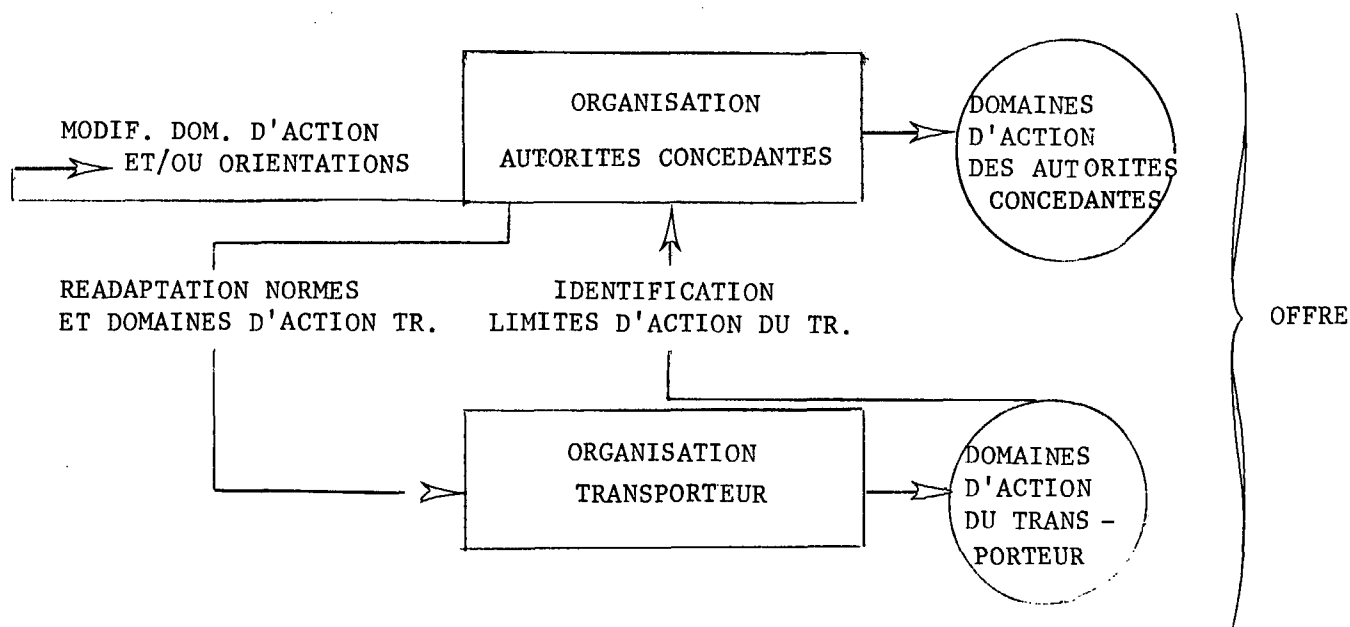 MODIF. DOM. D'ACTION
ET/OU ORIENTATIONS
ORGANISATION
AUTORITES CONCEDANTES
DOMAINES
D'ACTION
DES AUTORITES
CONCEDANTES
READAPTATION NORMES
ET DOMAINES D'ACTION TR.
IDENTIFICATION
LIMITES D'ACTION DU TR.
OFFRE
ORGANISATION
TRANSPORTEUR
DOMAINES
D'ACTION
DU TRANS -
PORTEUR